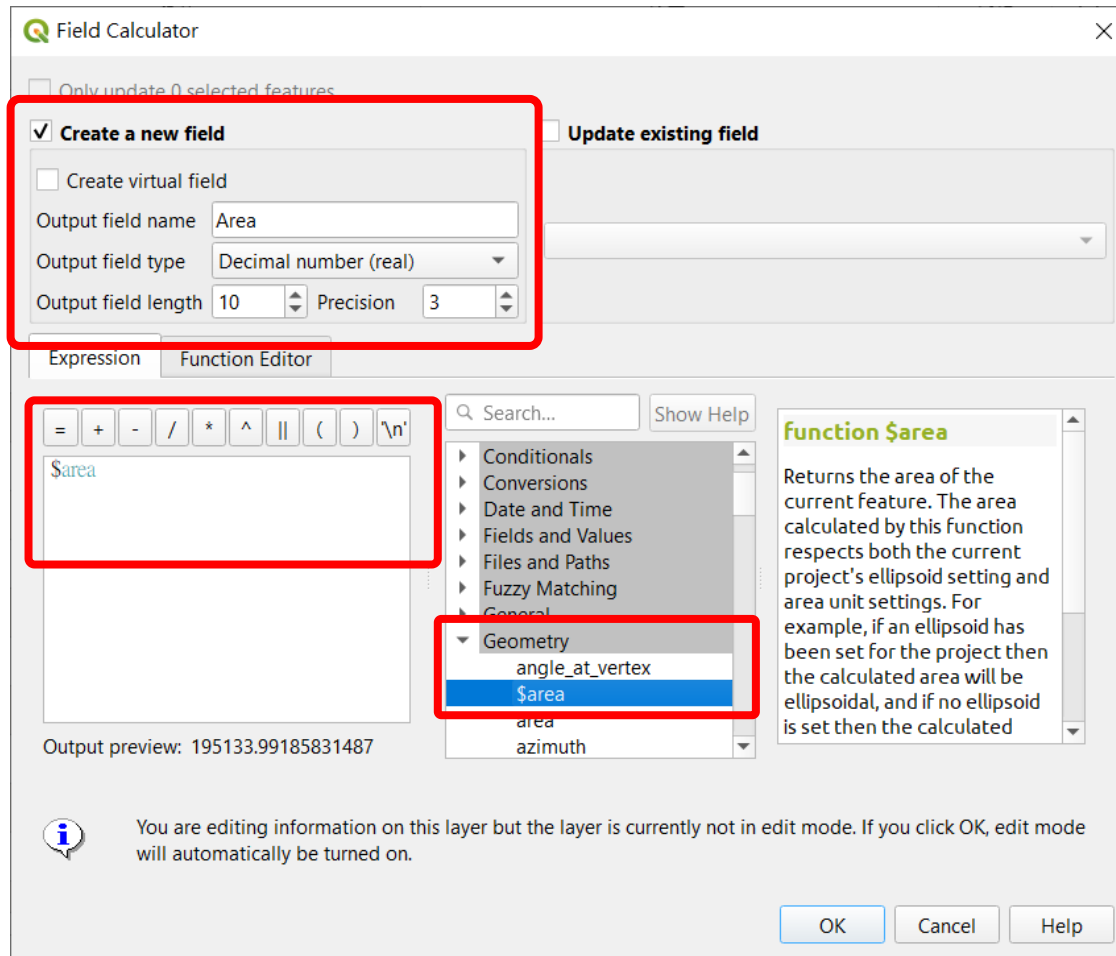 Field Calculator
Only update 0 selected features
Create a new field
Update existing field
Create virtual field
Output field name Area
Output field type Decimal number (real)
Output field length 10 Precision 3
Expression Function Editor
= + - / * ^ || ( ) '\n'
$area
Output preview: 195133.99185831487
Search... Show Help
Conditionals
Conversions
Date and Time
Fields and Values
Files and Paths
Fuzzy Matching
General
Geometry
angle_at_vertex
$area
area
azimuth
function $area
Returns the area of the
current feature. The area
calculated by this function
respects both the current
project's ellipsoid setting and
area unit settings. For
example, if an ellipsoid has
been set for the project then
the calculated area will be
ellipsoidal, and if no ellipsoid
is set then the calculated
You are editing information on this layer but the layer is currently not in edit mode. If you click OK, edit mode
will automatically be turned on.
OK Cancel Help